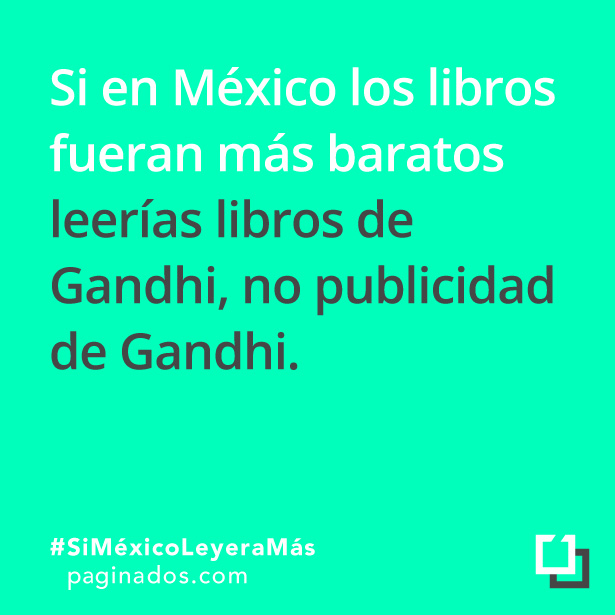 Si en México los libros
fueran más baratos
leerías libros de
Gandhi, no publicidad
de Gandhi.
#SiMéxicoLeyeraMás
paginados.com